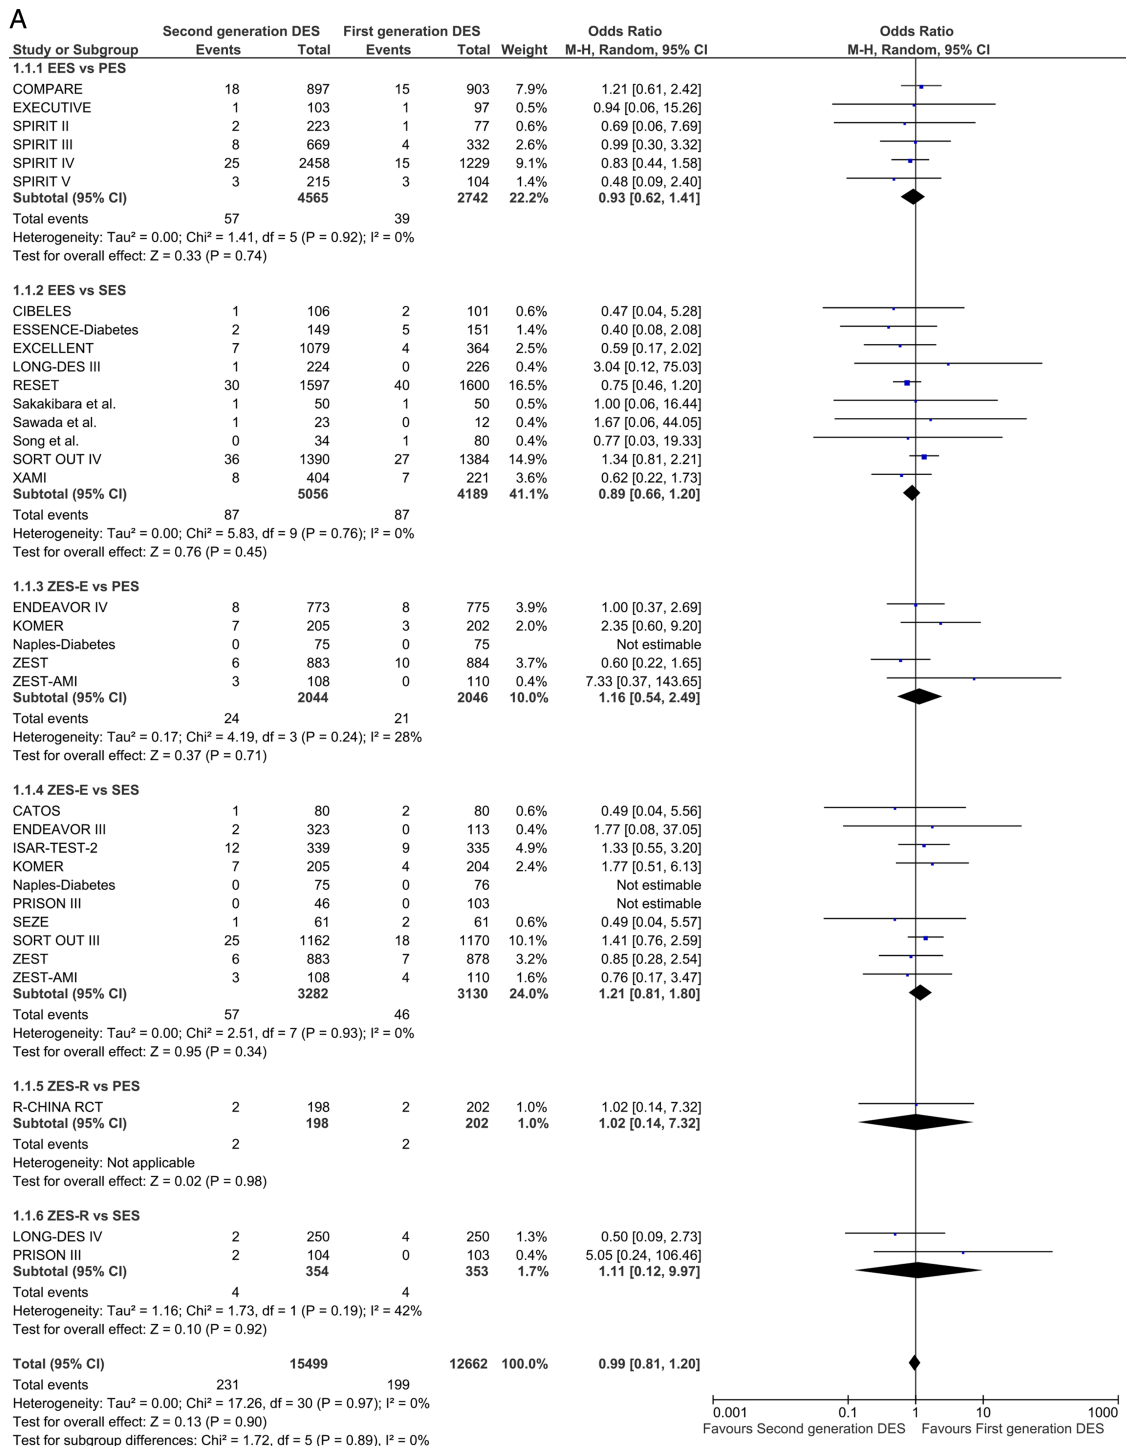 A
Second generation DES First generation DES Odds Ratio Odds Ratio
Study or Subgroup Events Total Events Total Weight M-H, Random, 95% CI M-H, Random, 95% CI
1.1.1 EES vs PES
COMPARE 18 897 15 903 7.9% 1.21 [0.61, 2.42]
EXECUTIVE 1 103 1 97 0.5% 0.94 [0.06, 15.26]
SPIRIT II 2 223 1 77 0.6% 0.69 [0.06, 7.69]
SPIRIT III 8 669 4 332 2.6% 0.99 [0.30, 3.32]
SPIRIT IV 25 2458 15 1229 9.1% 0.83 [0.44, 1.58]
SPIRIT V 3 215 3 104 1.4% 0.48 [0.09, 2.40]
Subtotal (95% CI) 4565 2742 22.2% 0.93 [0.62, 1.41]
Total events 57 39
Heterogeneity: Tau² = 0.00; Chi² = 1.41, df = 5 (P = 0.92); I² = 0%
Test for overall effect: Z = 0.33 (P = 0.74)
1.1.2 EES vs SES
CIBELES 1 106 2 101 0.6% 0.47 [0.04, 5.28]
ESSENCE-Diabetes 2 149 5 151 1.4% 0.40 [0.08, 2.08]
EXCELLENT 7 1079 4 364 2.5% 0.59 [0.17, 2.02]
LONG-DES III 1 224 0 226 0.4% 3.04 [0.12, 75.03]
RESET 30 1597 40 1600 16.5% 0.75 [0.46, 1.20]
Sakakibara et al. 1 50 1 50 0.5% 1.00 [0.06, 16.44]
Sawada et al. 1 23 0 12 0.4% 1.67 [0.06, 44.05]
Song et al. 0 34 1 80 0.4% 0.77 [0.03, 19.33]
SORT OUT IV 36 1390 27 1384 14.9% 1.34 [0.81, 2.21]
XAMI 8 404 7 221 3.6% 0.62 [0.22, 1.73]
Subtotal (95% CI) 5056 4189 41.1% 0.89 [0.66, 1.20]
Total events 87 87
Heterogeneity: Tau² = 0.00; Chi² = 5.83, df = 9 (P = 0.76); I² = 0%
Test for overall effect: Z = 0.76 (P = 0.45)
1.1.3 ZES-E vs PES
ENDEAVOR IV 8 773 8 775 3.9% 1.00 [0.37, 2.69]
KOMER 7 205 3 202 2.0% 2.35 [0.60, 9.20]
Naples-Diabetes 0 75 0 75 Not estimable
ZEST 6 883 10 884 3.7% 0.60 [0.22, 1.65]
ZEST-AMI 3 108 0 110 0.4% 7.33 [0.37, 143.65]
Subtotal (95% CI) 2044 2046 10.0% 1.16 [0.54, 2.49]
Total events 24 21
Heterogeneity: Tau² = 0.17; Chi² = 4.19, df = 3 (P = 0.24); I² = 28%
Test for overall effect: Z = 0.37 (P = 0.71)
1.1.4 ZES-E vs SES
CATOS 1 80 2 80 0.6% 0.49 [0.04, 5.56]
ENDEAVOR III 2 323 0 113 0.4% 1.77 [0.08, 37.05]
ISAR-TEST-2 12 339 9 335 4.9% 1.33 [0.55, 3.20]
KOMER 7 205 4 204 2.4% 1.77 [0.51, 6.13]
Naples-Diabetes 0 75 0 76 Not estimable
PRISON III 0 46 0 103 Not estimable
SEZE 1 61 2 61 0.6% 0.49 [0.04, 5.57]
SORT OUT III 25 1162 18 1170 10.1% 1.41 [0.76, 2.59]
ZEST 6 883 7 878 3.2% 0.85 [0.28, 2.54]
ZEST-AMI 3 108 4 110 1.6% 0.76 [0.17, 3.47]
Subtotal (95% CI) 3282 3130 24.0% 1.21 [0.81, 1.80]
Total events 57 46
Heterogeneity: Tau² = 0.00; Chi² = 2.51, df = 7 (P = 0.93); I² = 0%
Test for overall effect: Z = 0.95 (P = 0.34)
1.1.5 ZES-R vs PES
R-CHINA RCT 2 198 2 202 1.0% 1.02 [0.14, 7.32]
Subtotal (95% CI) 198 202 1.0% 1.02 [0.14, 7.32]
Total events 2 2
Heterogeneity: Not applicable
Test for overall effect: Z = 0.02 (P = 0.98)
1.1.6 ZES-R vs SES
LONG-DES IV 2 250 4 250 1.3% 0.50 [0.09, 2.73]
PRISON III 2 104 0 103 0.4% 5.05 [0.24, 106.46]
Subtotal (95% CI) 354 353 1.7% 1.11 [0.12, 9.97]
Total events 4 4
Heterogeneity: Tau² = 1.16; Chi² = 1.73, df = 1 (P = 0.19); I² = 42%
Test for overall effect: Z = 0.10 (P = 0.92)
Total (95% CI) 15499 12662 100.0% 0.99 [0.81, 1.20]
Total events 231 199
Heterogeneity: Tau² = 0.00; Chi² = 17.26, df = 30 (P = 0.97); I² = 0%
Test for overall effect: Z = 0.13 (P = 0.90)
Test for subgroup differences: Chi² = 1.72, df = 5 (P = 0.89), I² = 0%
0.001 0.1 1 10 1000
Favours Second generation DES Favours First generation DES